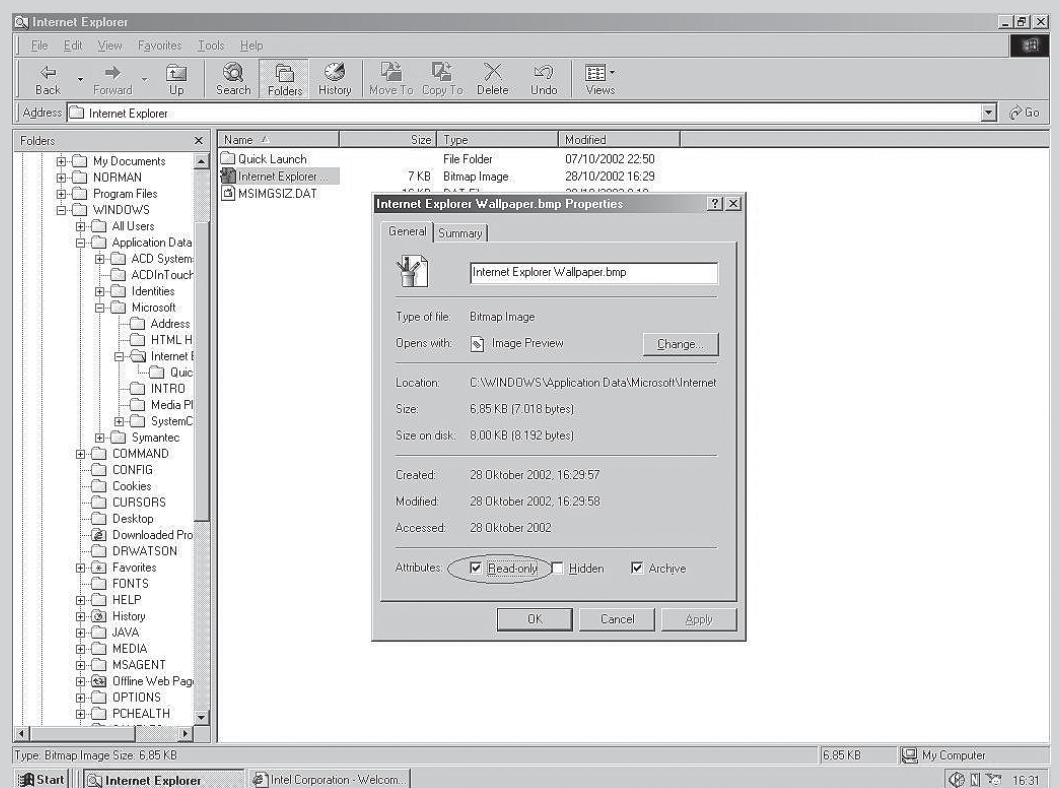 Internet Explorer
File Edit View Favorites Tools Help
Back Forward Up Search Folders History Move To Copy To Delete Undo Views
Address Internet Explorer Go
Folders
My Documents
NORMAN
Program Files
WINDOWS
All Users
Application Data
ACD System
ACDInTouch
Identities
Microsoft
Address
HTML H
Internet E
Quic
INTRO
Media Pl
SystemC
Symantec
COMMAND
CONFIG
Cookies
CURSORS
Desktop
Downloaded Pro
DRWATSON
Favorites
FONTS
HELP
History
JAVA
MEDIA
MSAGENT
Offline Web Pag
OPTIONS
PCHEALTH
Name Size Type Modified
Quick Launch File Folder 07/10/2002 22:50
Internet Explorer ... 7 KB Bitmap Image 28/10/2002 16:29
MSIMGSIZ.DAT
Internet Explorer Wallpaper.bmp Properties
General Summary
Internet Explorer Wallpaper.bmp
Type of file: Bitmap Image
Opens with: Image Preview Change...
Location: C:\WINDOWS\Application Data\Microsoft\Internet
Size: 6,85 KB (7.018 bytes)
Size on disk: 8,00 KB (8.192 bytes)
Created: 28 Oktober 2002, 16:29:57
Modified: 28 Oktober 2002, 16:29:58
Accessed: 28 Oktober 2002
Attributes: Read-only Hidden Archive
OK Cancel Apply
Type: Bitmap Image Size: 6,85 KB 6,85 KB My Computer
Start Internet Explorer Intel Corporation - Welcom... 16:31